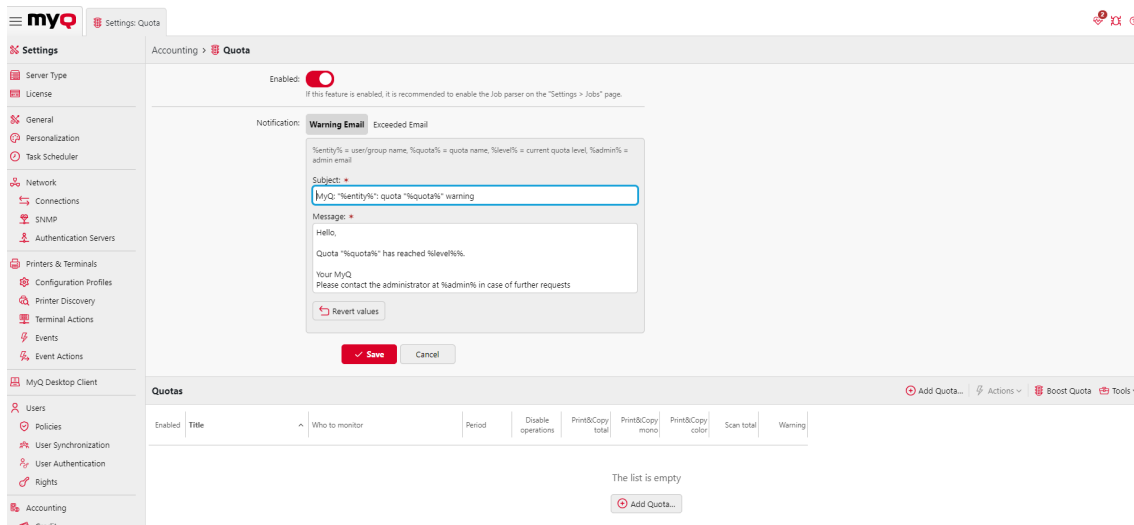 myQ
Settings: Quota
2
Settings
Accounting > Quota
Server Type
License
General
Personalization
Task Scheduler
Network
Connections
SNMP
Authentication Servers
Printers & Terminals
Configuration Profiles
Printer Discovery
Terminal Actions
Events
Event Actions
MyQ Desktop Client
Users
Policies
User Synchronization
User Authentication
Rights
Accounting
Enabled:
If this feature is enabled, it is recommended to enable the Job parser on the "Settings > Jobs" page.
Notification: Warning Email Exceeded Email
%entity% = user/group name, %quota% = quota name, %level% = current quota level, %admin% =
admin email
Subject: *
MyQ: "%entity%": quota "%quota%" warning
Message: *
Hello,
Quota "%quota%" has reached %level%%.
Your MyQ
Please contact the administrator at %admin% in case of further requests
Revert values
Save Cancel
Quotas
Add Quota... Actions Boost Quota Tools
Enabled Title Who to monitor Period Disable operations Print&Copy total Print&Copy mono Print&Copy color Scan total Warning
The list is empty
Add Quota...